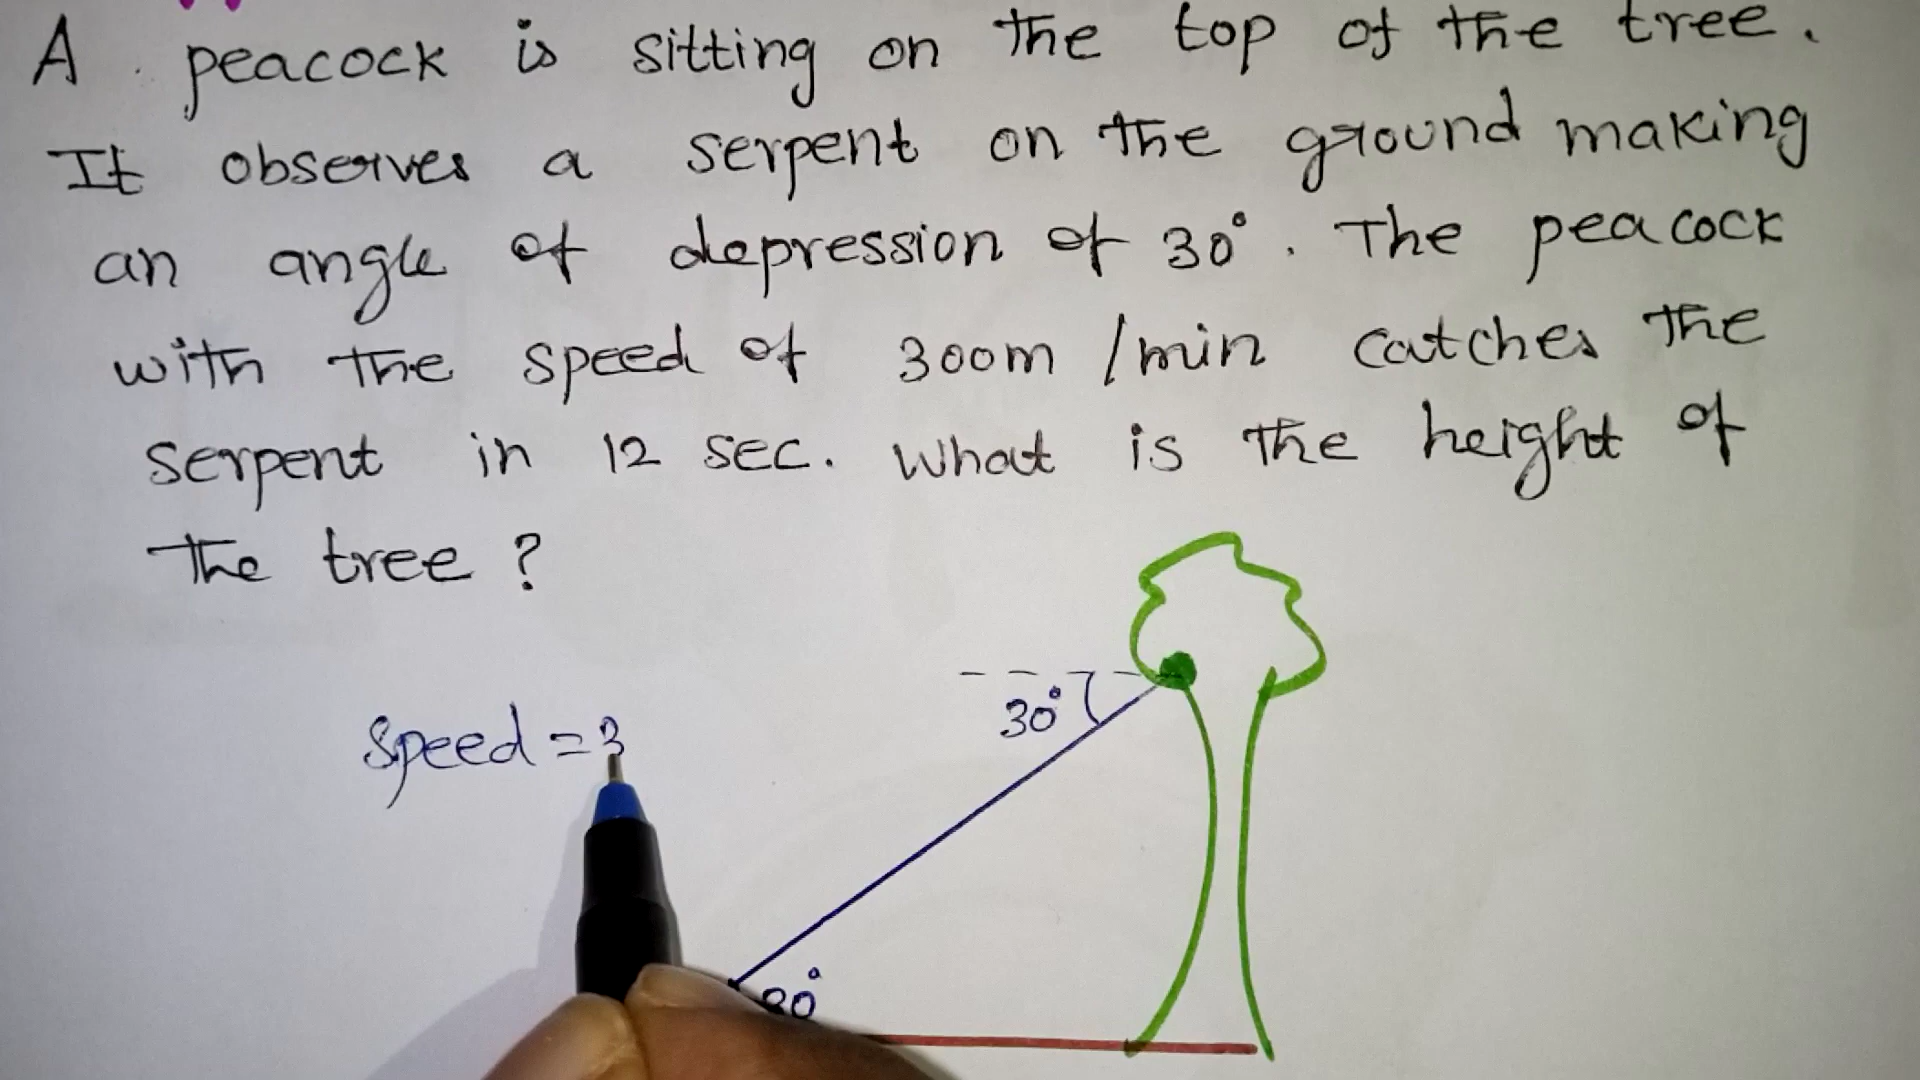 A peacock is sitting on the top of the tree.
It observes a serpent on the ground making
an angle of depression of 30°. The peacock
with the speed of 300m /min catches the
serpent in 12 sec. What is the height of
The tree ?
30°
Speed = 3
30°